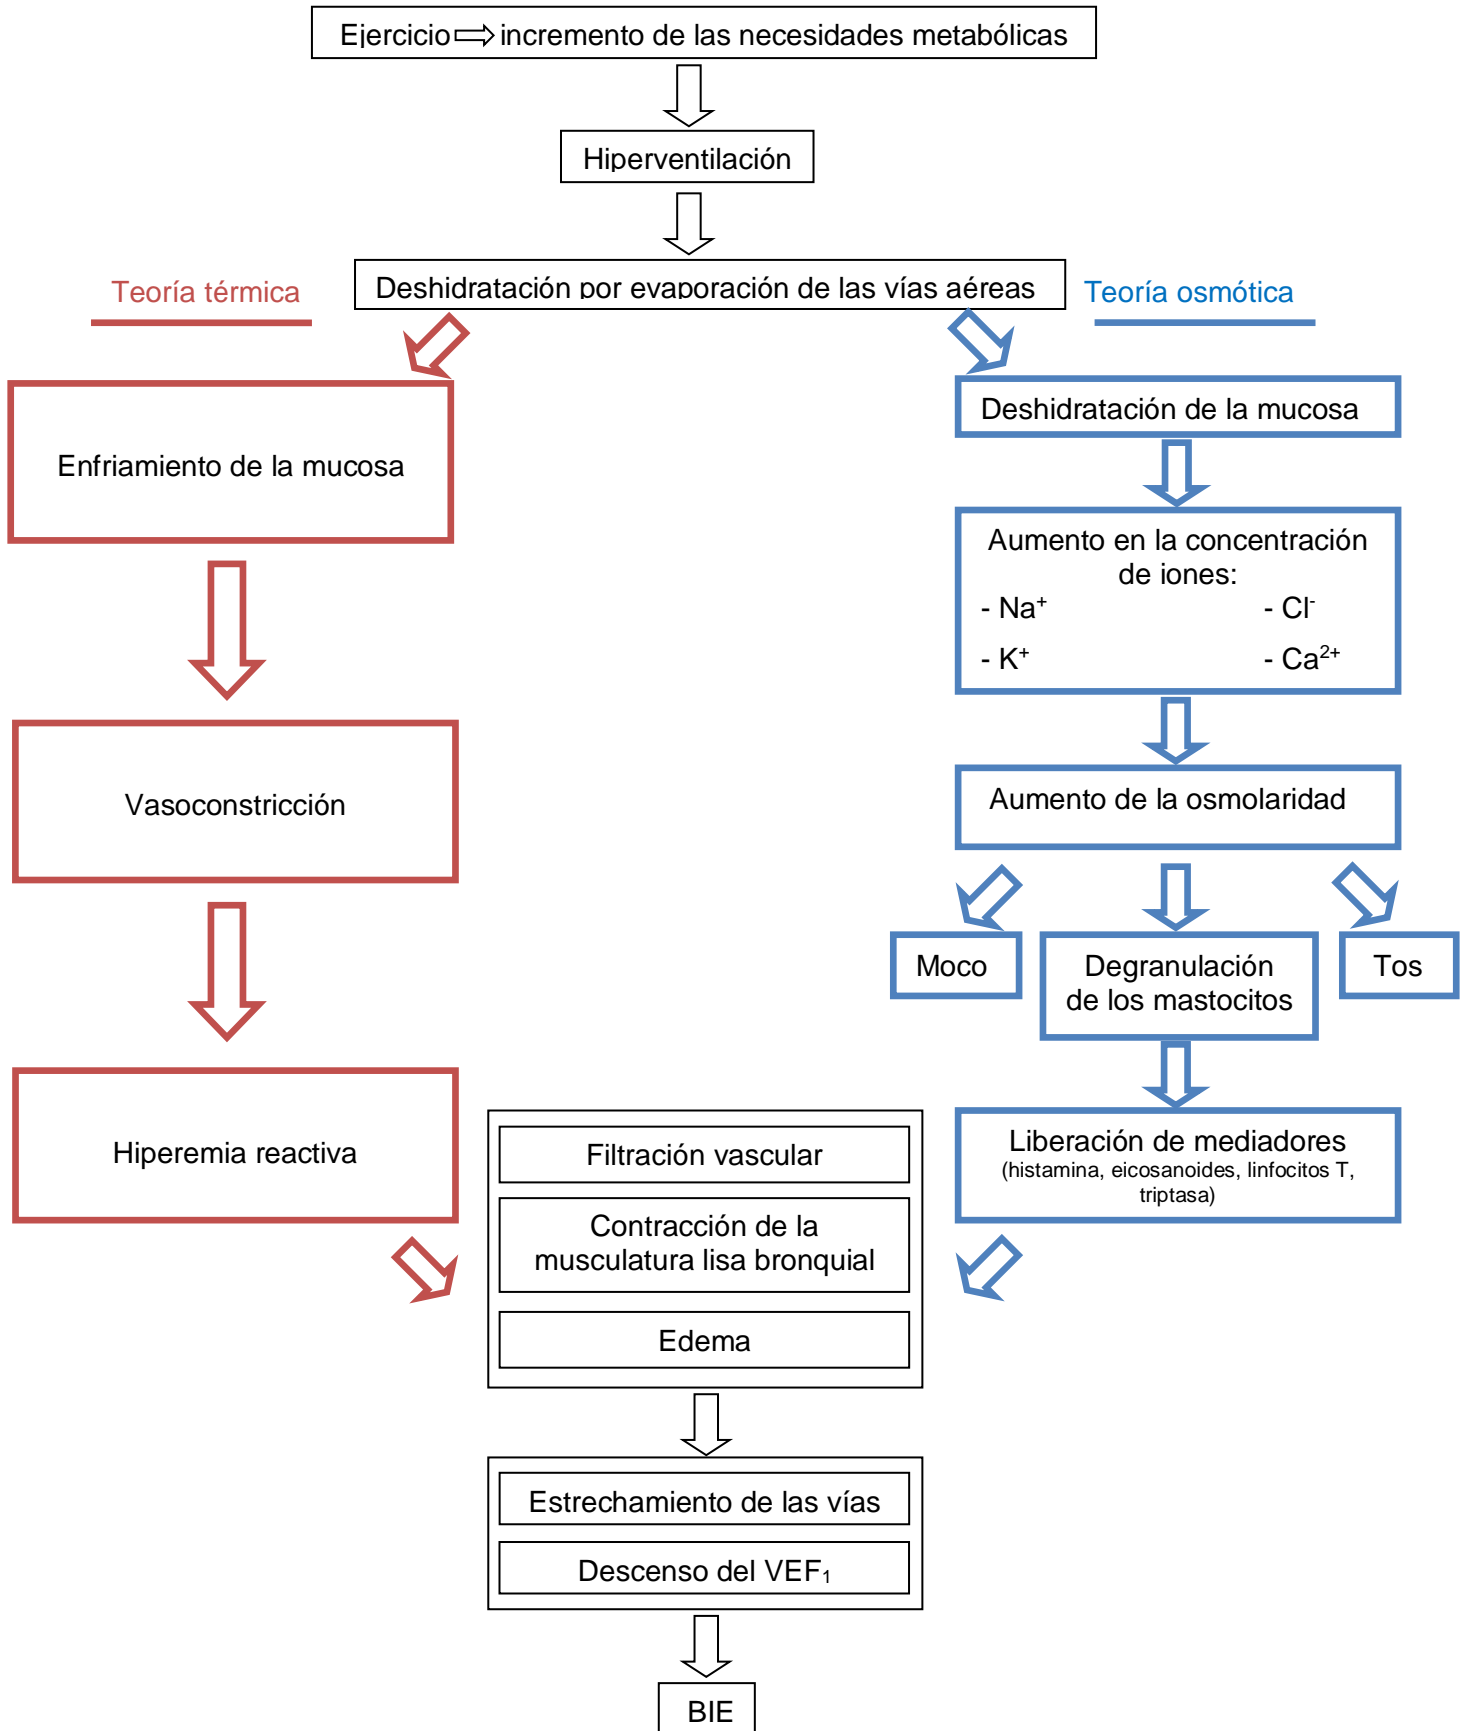 Ejercicio ⇨ incremento de las necesidades metabólicas
Hiperventilación
Deshidratación por evaporación de las vías aéreas
Teoría térmica
Enfriamiento de la mucosa
Vasoconstricción
Hiperemia reactiva
Teoría osmótica
Deshidratación de la mucosa
Aumento en la concentración
de iones:
- Na⁺ - Cl⁻
- K⁺ - Ca²⁺
Aumento de la osmolaridad
Moco
Degranulación
de los mastocitos
Tos
Liberación de mediadores
(histamina, eicosanoides, linfocitos T,
triptasa)
Filtración vascular
Contracción de la
musculatura lisa bronquial
Edema
Estrechamiento de las vías
Descenso del VEF₁
BIE